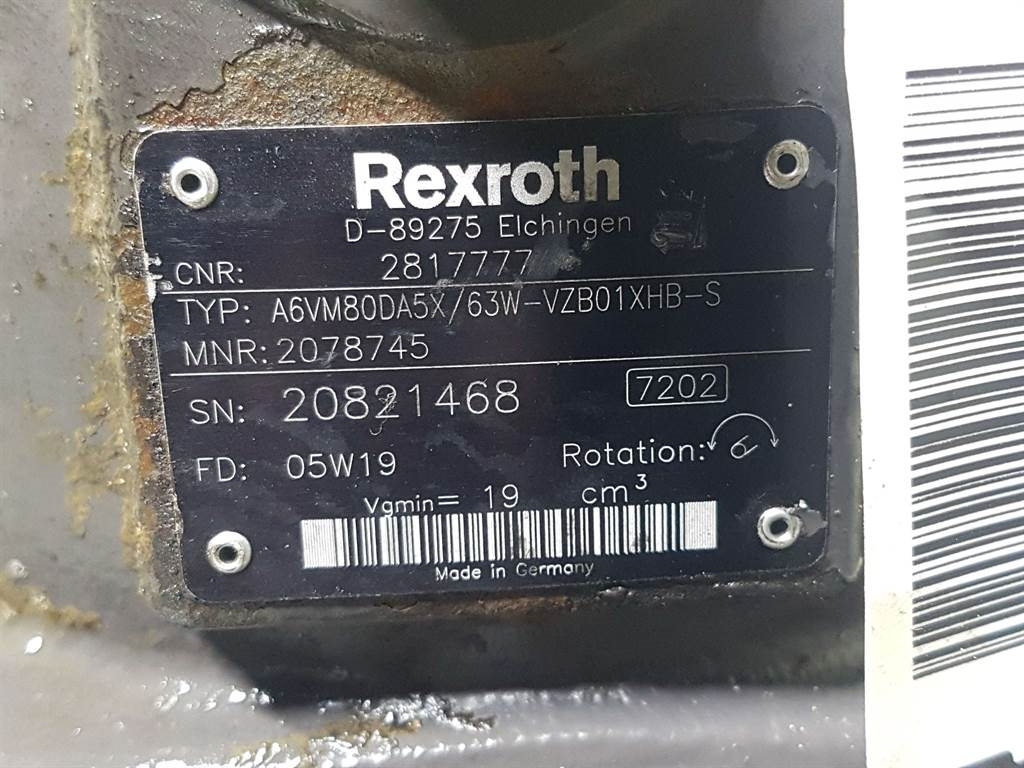 Rexroth
D-89275 Elchingen
CNR: 2817777
TYP: A6VM80DA5X/63W-VZB01XHB-S
MNR: 2078745
SN: 20821468 7202
FD: 05W19 Rotation:
Vgmin= 19 cm³
Made in Germany